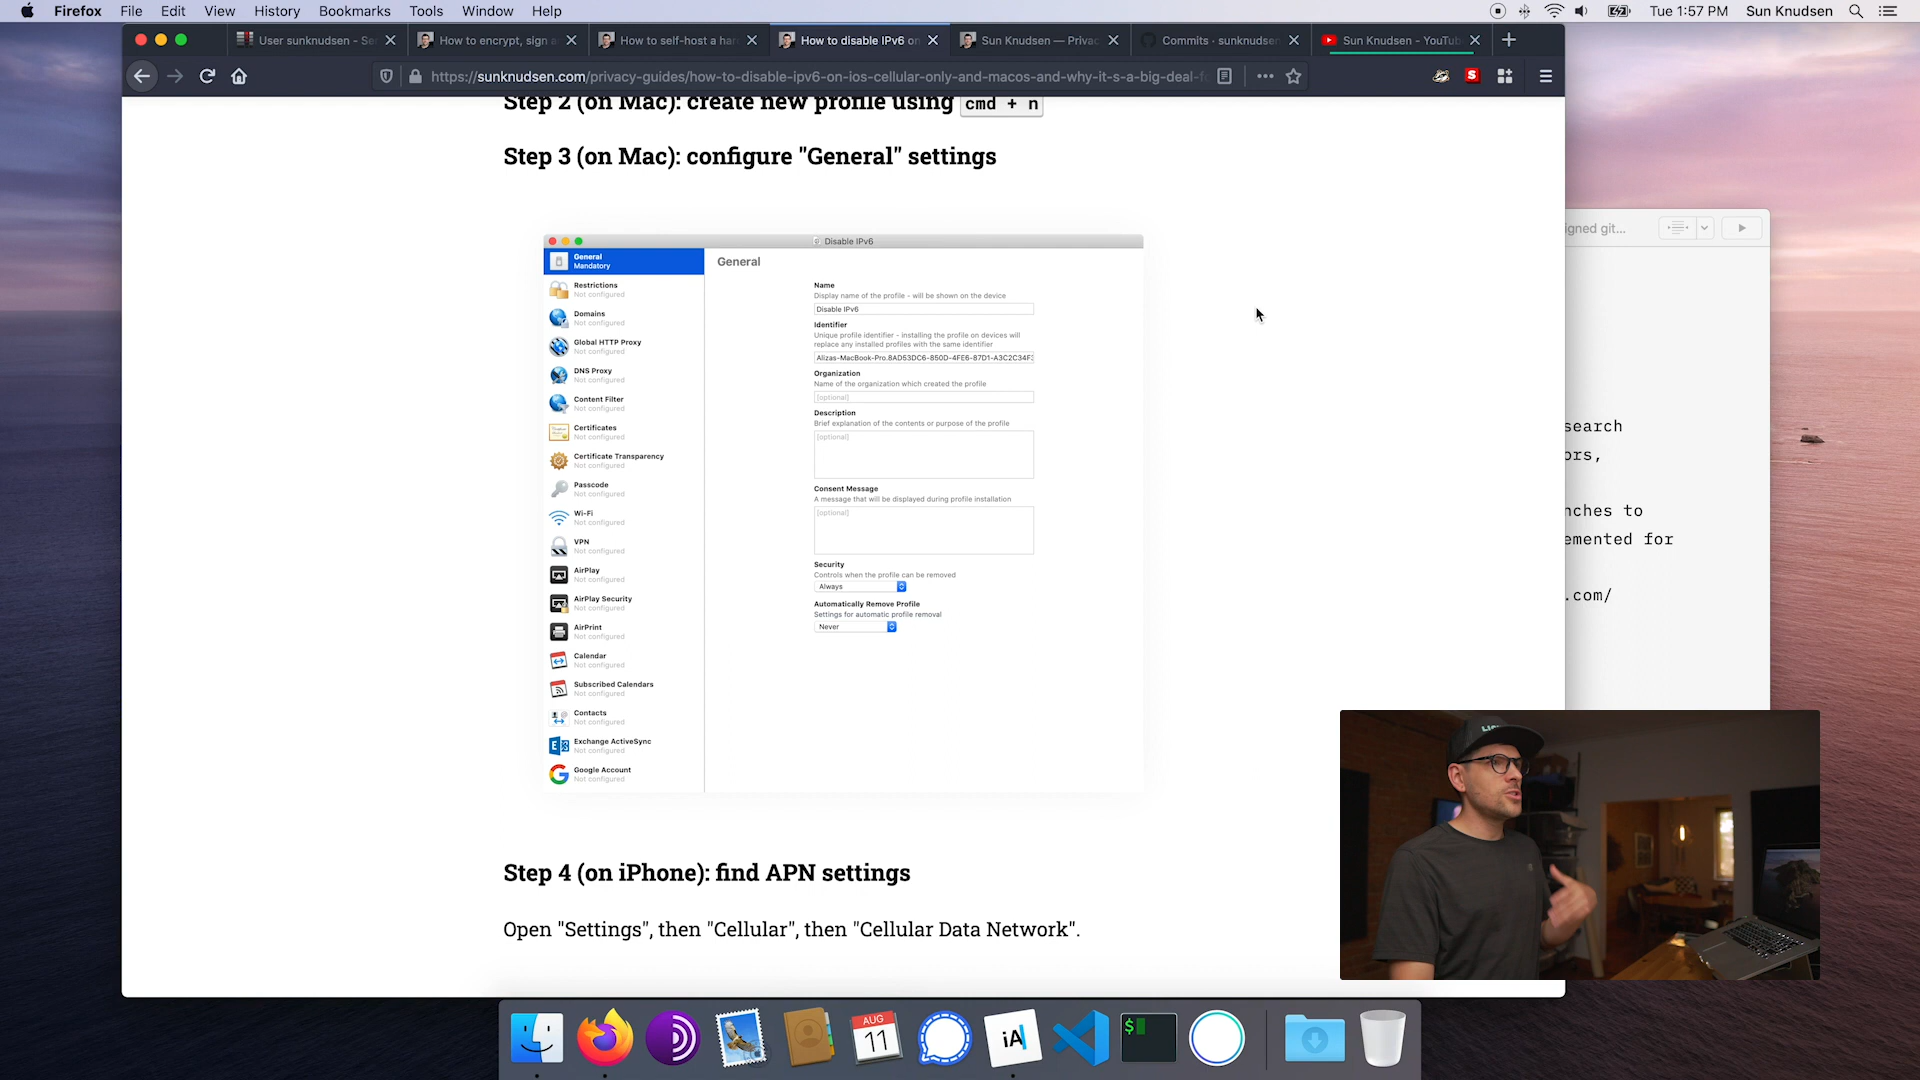 Firefox File Edit View History Bookmarks Tools Window Help
Tue 1:57 PM Sun Knudsen
User sunknudsen - Se
How to encrypt, sign a
How to self-host a har
How to disable IPv6 on
Sun Knudsen — Privac
Commits · sunknudsen
Sun Knudsen - YouTub
https://sunknudsen.com/privacy-guides/how-to-disable-ipv6-on-ios-cellular-only-and-macos-and-why-it-s-a-big-deal-f
Step 2 (on Mac): create new profile using cmd + n
Step 3 (on Mac): configure "General" settings
Disable IPv6
General
Mandatory
Restrictions
Not configured
Domains
Not configured
Global HTTP Proxy
Not configured
DNS Proxy
Not configured
Content Filter
Not configured
Certificates
Not configured
Certificate Transparency
Not configured
Passcode
Not configured
Wi-Fi
Not configured
VPN
Not configured
AirPlay
Not configured
AirPlay Security
Not configured
AirPrint
Not configured
Calendar
Not configured
Subscribed Calendars
Not configured
Contacts
Not configured
Exchange ActiveSync
Not configured
Google Account
Not configured
General
Name
Display name of the profile - will be shown on the device
Disable IPv6
Identifier
Unique profile identifier - installing the profile on devices will
replace any installed profiles with the same identifier
Alizas-MacBook-Pro.8AD53DC6-850D-4FE6-87D1-A3C2C34F3
Organization
Name of the organization which created the profile
[optional]
Description
Brief explanation of the contents or purpose of the profile
[optional]
Consent Message
A message that will be displayed during profile installation
[optional]
Security
Controls when the profile can be removed
Always
Automatically Remove Profile
Settings for automatic profile removal
Never
Step 4 (on iPhone): find APN settings
Open "Settings", then "Cellular", then "Cellular Data Network".
igned git...
search
ors,
nches to
emented for
.com/
AUG
11
iA
$